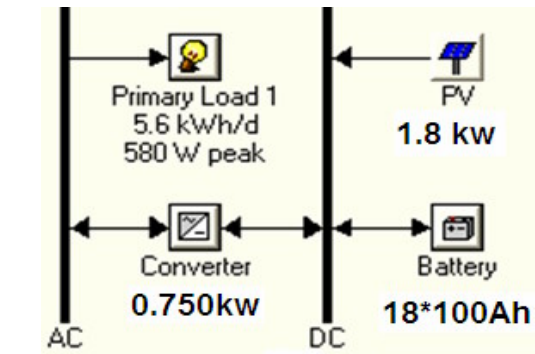 Primary Load 1
5.6 kWh/d
580 W peak
PV
1.8 kw
Converter
0.750kw
Battery
18*100Ah
AC
DC